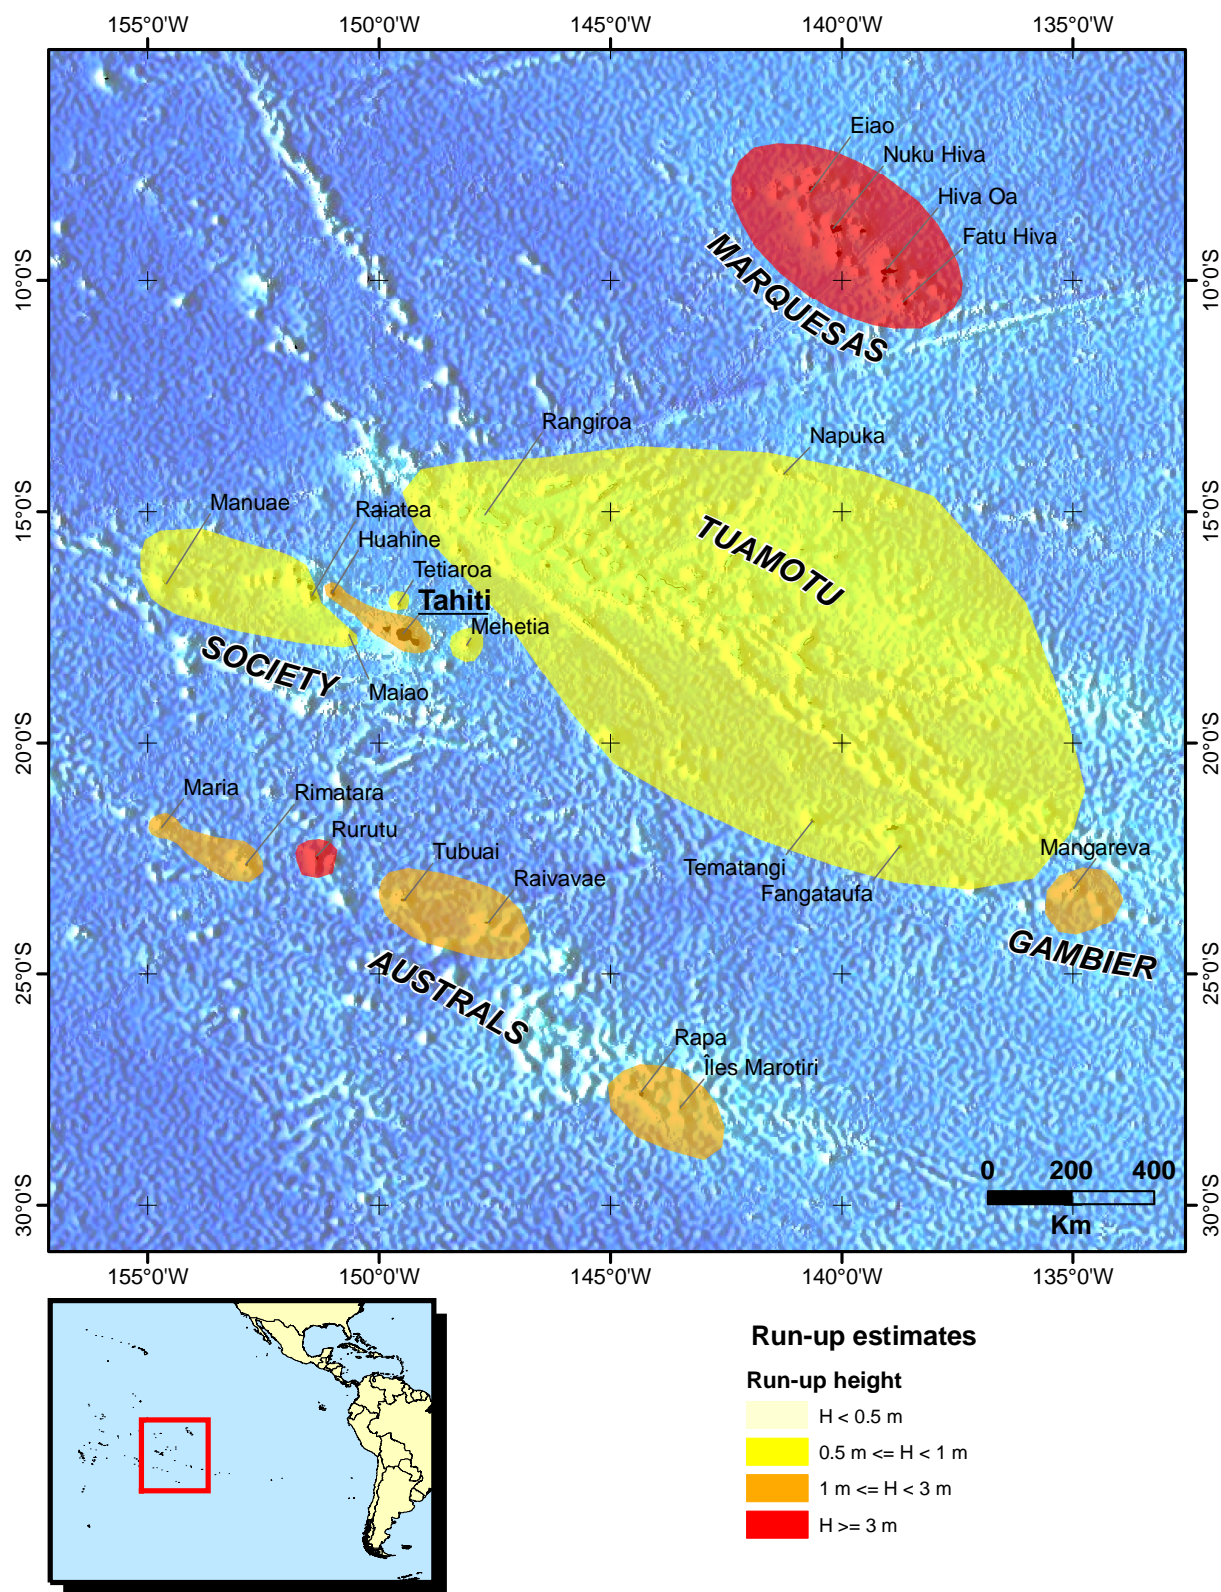 155°0'W
150°0'W
145°0'W
140°0'W
135°0'W
Eiao
Nuku Hiva
Hiva Oa
Fatu Hiva
10°0'S
10°0'S
MARQUESAS
Rangiroa
Napuka
Manuae
Raiatea
15°0'S
15°0'S
Huahine
TUAMOTU
Tetiaroa
Tahiti
Mehetia
SOCIETY
Maiao
20°0'S
20°0'S
Maria
Rimatara
Rurutu
Tubuai
Mangareva
Tematangi
Raivavae
Fangataufa
GAMBIER
25°0'S
25°0'S
AUSTRALS
Rapa
Îles Marotiri
0 200 400
Km
30°0'S
30°0'S
155°0'W
150°0'W
145°0'W
140°0'W
135°0'W
Run-up estimates
Run-up height
H < 0.5 m
0.5 m <= H < 1 m
1 m <= H < 3 m
H >= 3 m